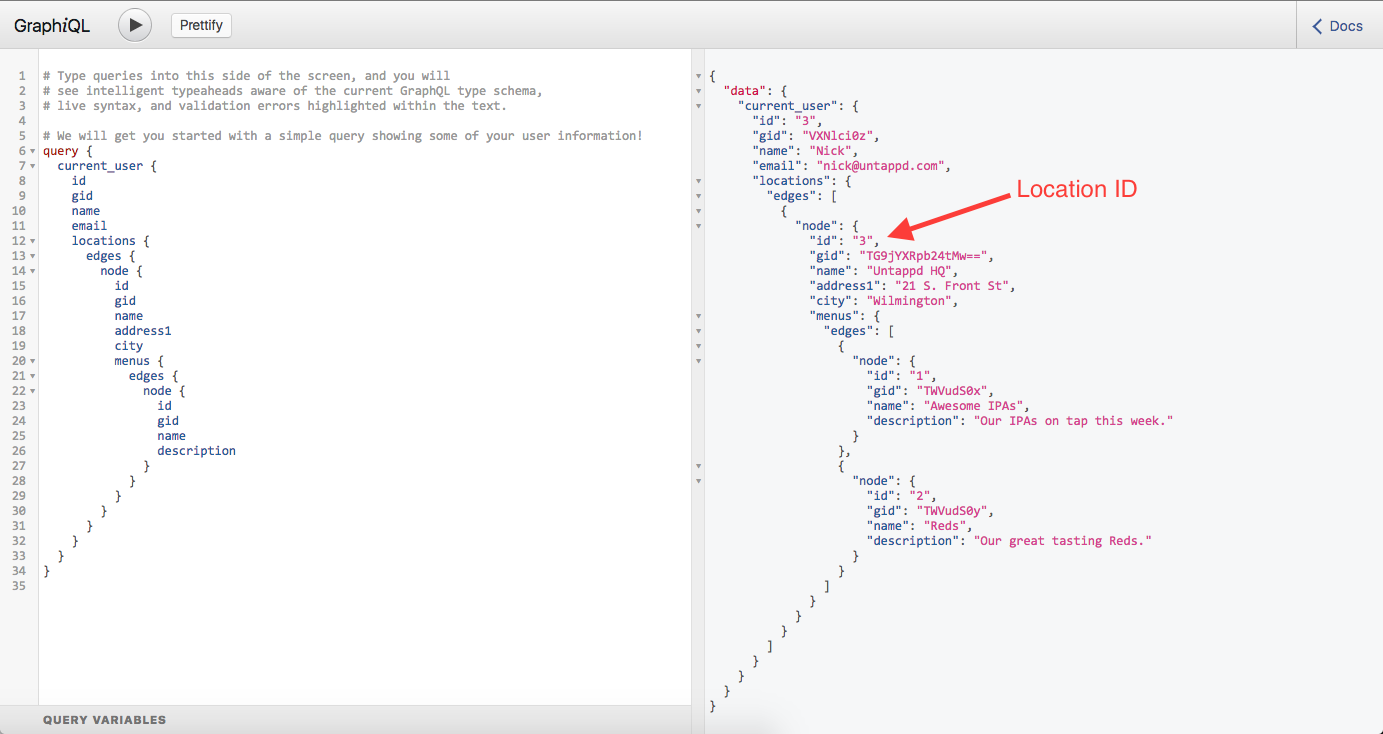 GraphiQL
Prettify
Docs
1 # Type queries into this side of the screen, and you will
2 # see intelligent typeaheads aware of the current GraphQL type schema,
3 # live syntax, and validation errors highlighted within the text.
4
5 # We will get you started with a simple query showing some of your user information!
6 query {
7 current_user {
8 id
9 gid
10 name
11 email
12 locations {
13 edges {
14 node {
15 id
16 gid
17 name
18 address1
19 city
20 menus {
21 edges {
22 node {
23 id
24 gid
25 name
26 description
27 }
28 }
29 }
30 }
31 }
32 }
33 }
34 }
35
QUERY VARIABLES
{
"data": {
"current_user": {
"id": "3",
"gid": "VXNlci0z",
"name": "Nick",
"email": "nick@untappd.com",
"locations": {
"edges": [
{
"node": {
"id": "3",
"gid": "TG9jYXRpb24tMw==",
"name": "Untappd HQ",
"address1": "21 S. Front St",
"city": "Wilmington",
"menus": {
"edges": [
{
"node": {
"id": "1",
"gid": "TWVudS0x",
"name": "Awesome IPAs",
"description": "Our IPAs on tap this week."
}
},
{
"node": {
"id": "2",
"gid": "TWVudS0y",
"name": "Reds",
"description": "Our great tasting Reds."
}
}
]
}
}
}
]
}
}
}
}
Location ID